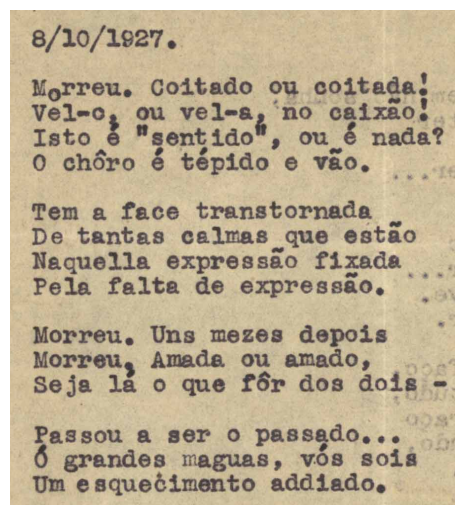 8/10/1927.
Morreu. Coitado ou coitada!
Vel-o, ou vel-a, no caixão!
Isto é "sentido", ou é nada?
O chôro é tépido e vão.
Tem a face transtornada
De tantas calmas que estão
Naquella expressão fixada
Pela falta de expressão.
Morreu. Uns mezes depois
Morreu, Amada ou amado,
Seja lá o que fôr dos dois -
Passou a ser o passado...
Ó grandes maguas, vós sois
Um esquecimento addiado.